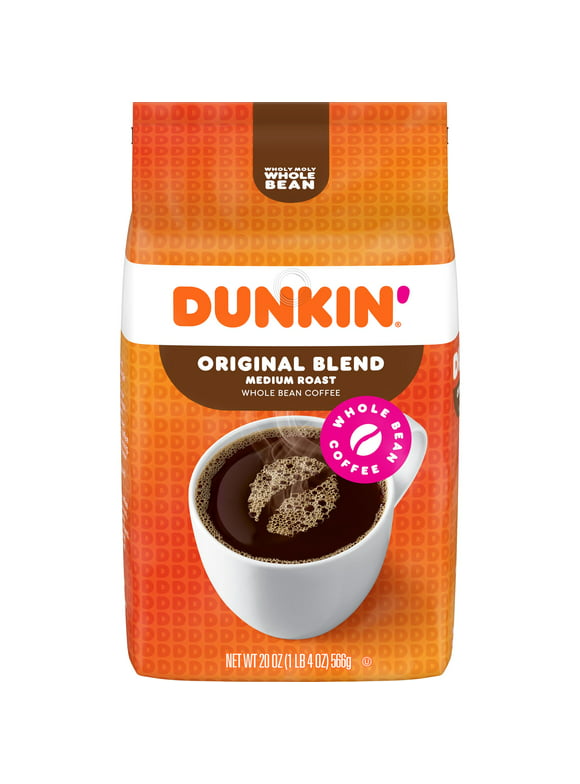 WHOLY MOLY
WHOLE
BEAN
DUNKIN'®
ORIGINAL BLEND
MEDIUM ROAST
WHOLE BEAN COFFEE
WHOLE BEAN
COFFEE
NET WT 20 OZ (1 LB 4 OZ) 566g Ⓤ